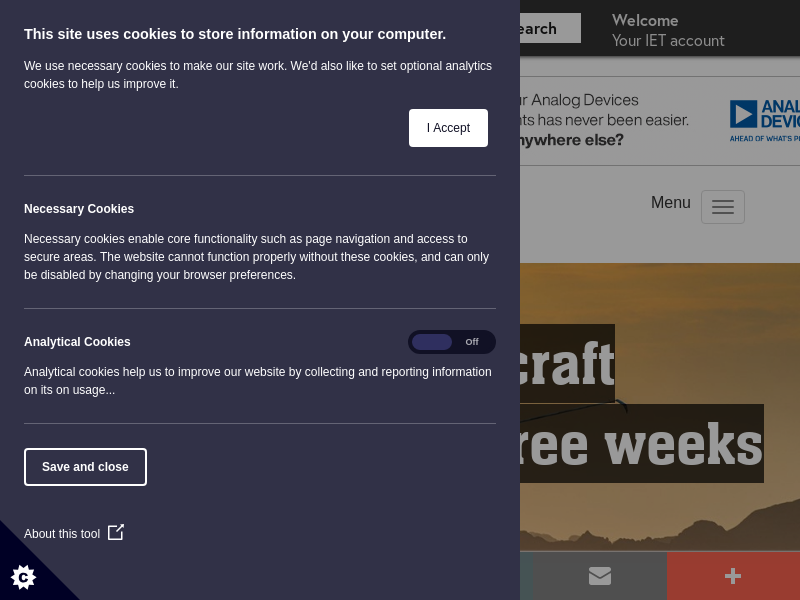 This site uses cookies to store information on your computer.
We use necessary cookies to make our site work. We'd also like to set optional analytics
cookies to help us improve it.
I Accept
Necessary Cookies
Necessary cookies enable core functionality such as page navigation and access to
secure areas. The website cannot function properly without these cookies, and can only
be disabled by changing your browser preferences.
Analytical Cookies
Off
Analytical cookies help us to improve our website by collecting and reporting information
on its on usage...
Save and close
About this tool
earch
Welcome
Your IET account
r Analog Devices
nts has never been easier.
nywhere else?
ANAL
DEVIC
AHEAD OF WHAT'S P
Menu
craft
ree weeks